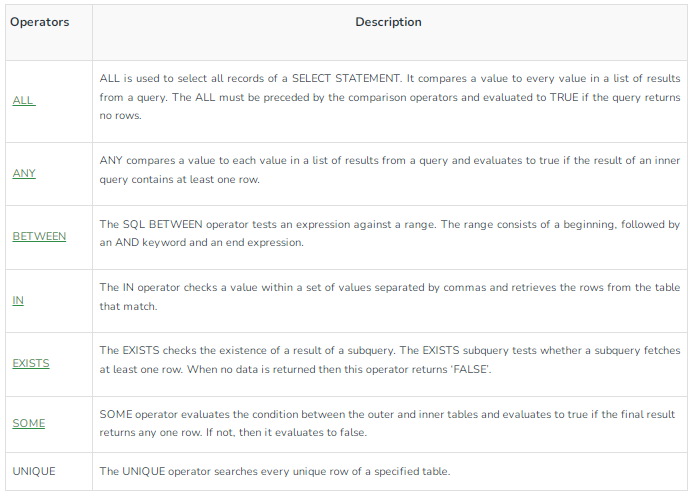 Operators Description
ALL ALL is used to select all records of a SELECT STATEMENT. It compares a value to every value in a list of results
from a query. The ALL must be preceded by the comparison operators and evaluated to TRUE if the query returns
no rows.
ANY ANY compares a value to each value in a list of results from a query and evaluates to true if the result of an inner
query contains at least one row.
BETWEEN The SQL BETWEEN operator tests an expression against a range. The range consists of a beginning, followed by
an AND keyword and an end expression.
IN The IN operator checks a value within a set of values separated by commas and retrieves the rows from the table
that match.
EXISTS The EXISTS checks the existence of a result of a subquery. The EXISTS subquery tests whether a subquery fetches
at least one row. When no data is returned then this operator returns ‘FALSE’.
SOME SOME operator evaluates the condition between the outer and inner tables and evaluates to true if the final result
returns any one row. If not, then it evaluates to false.
UNIQUE The UNIQUE operator searches every unique row of a specified table.